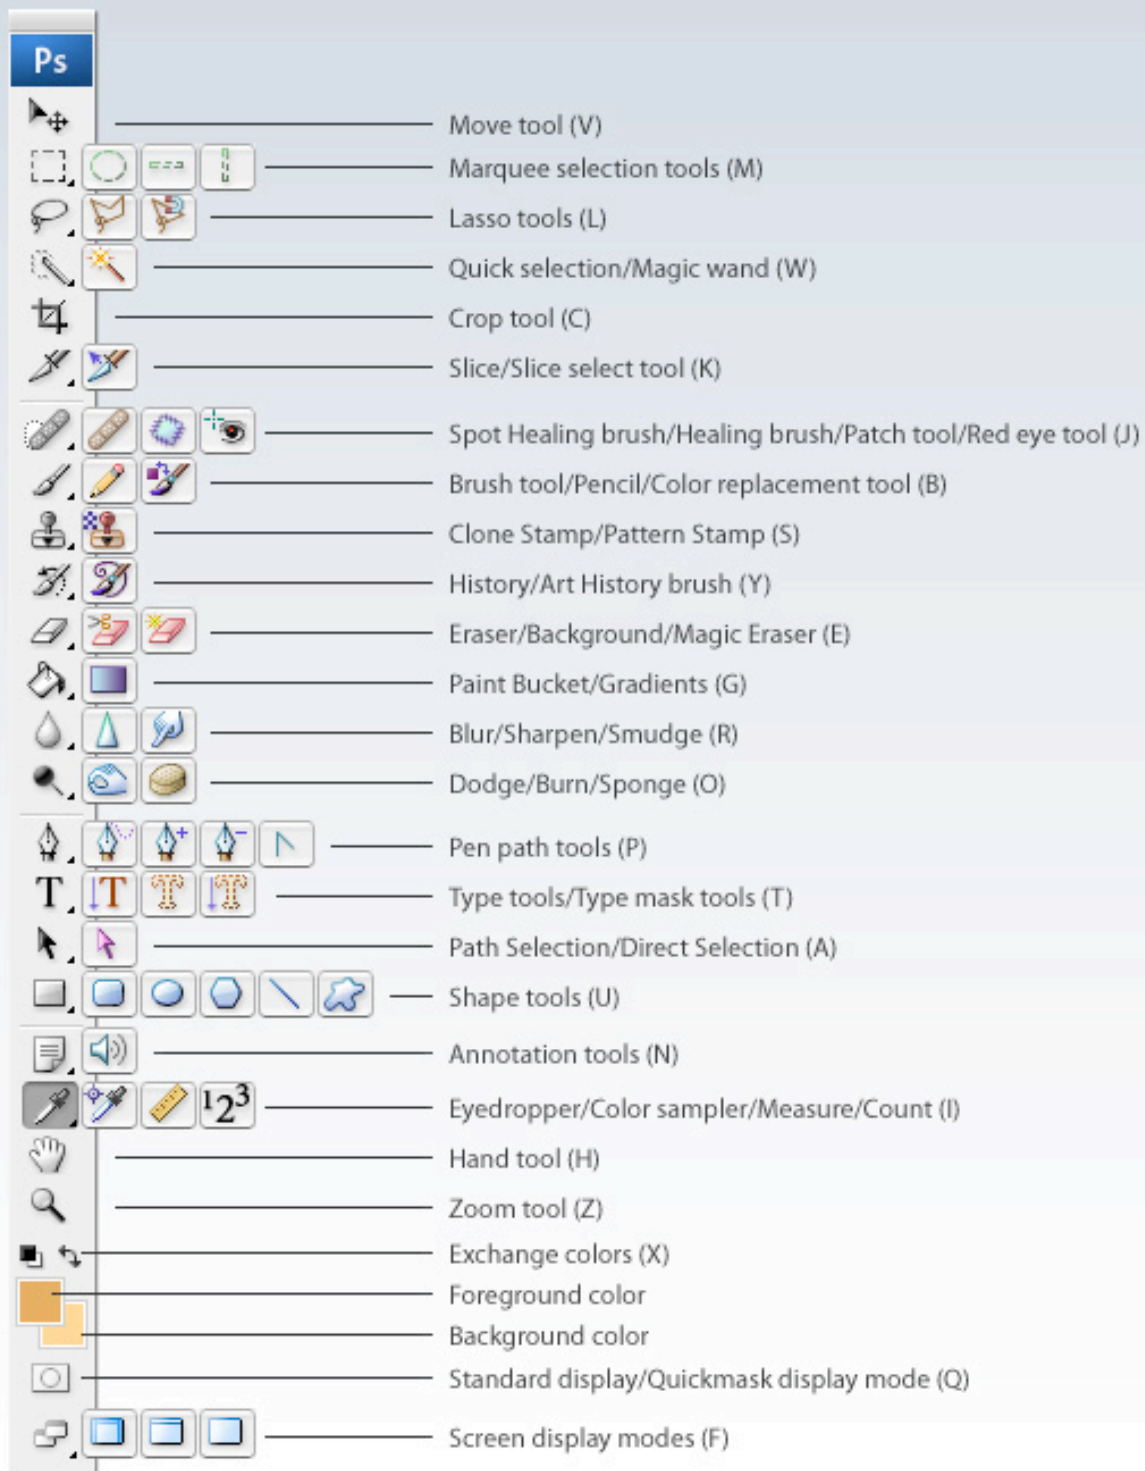 Ps
Move tool (V)
Marquee selection tools (M)
Lasso tools (L)
Quick selection/Magic wand (W)
Crop tool (C)
Slice/Slice select tool (K)
Spot Healing brush/Healing brush/Patch tool/Red eye tool (J)
Brush tool/Pencil/Color replacement tool (B)
Clone Stamp/Pattern Stamp (S)
History/Art History brush (Y)
Eraser/Background/Magic Eraser (E)
Paint Bucket/Gradients (G)
Blur/Sharpen/Smudge (R)
Dodge/Burn/Sponge (O)
Pen path tools (P)
T T T T Type tools/Type mask tools (T)
Path Selection/Direct Selection (A)
Shape tools (U)
Annotation tools (N)
123 Eyedropper/Color sampler/Measure/Count (I)
Hand tool (H)
Zoom tool (Z)
Exchange colors (X)
Foreground color
Background color
Standard display/Quickmask display mode (Q)
Screen display modes (F)